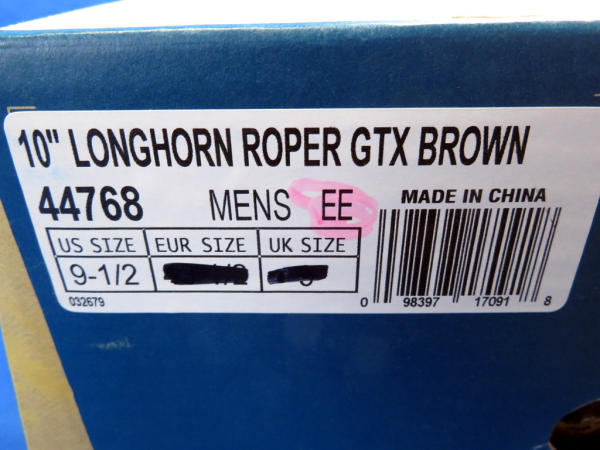 10" LONGHORN ROPER GTX BROWN
44768 MENS EE
MADE IN CHINA
US SIZE EUR SIZE UK SIZE
9-1/2
032679
0 98397 17091 8